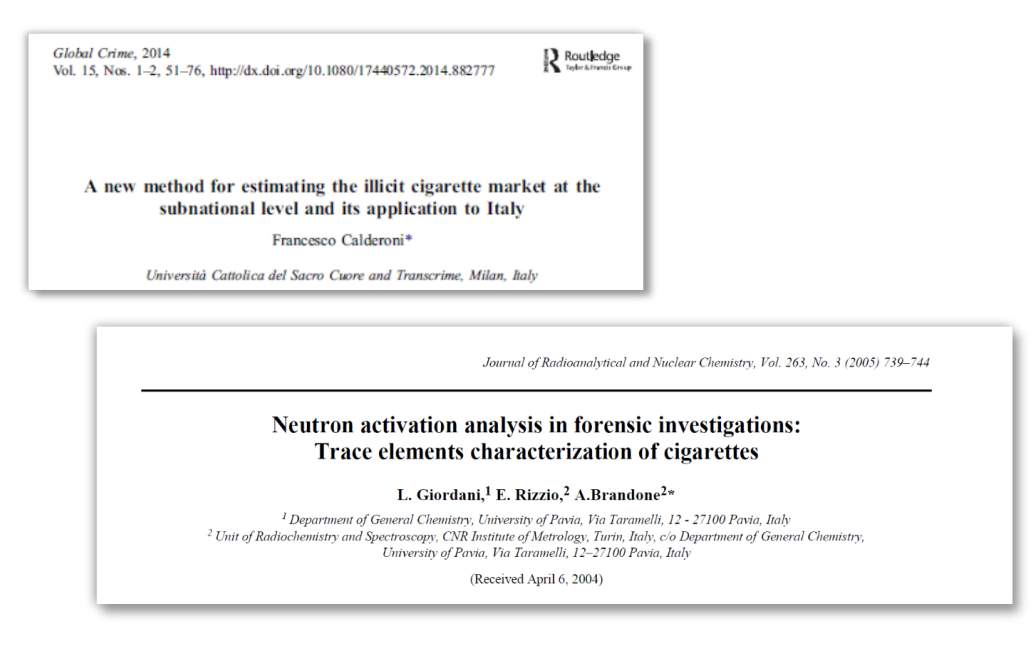 Global Crime, 2014
Vol. 15, Nos. 1–2, 51–76, http://dx.doi.org/10.1080/17440572.2014.882777
Routledge
Taylor & Francis Group
A new method for estimating the illicit cigarette market at the
subnational level and its application to Italy
Francesco Calderoni*
Università Cattolica del Sacro Cuore and Transcrime, Milan, Italy
Journal of Radioanalytical and Nuclear Chemistry, Vol. 263, No. 3 (2005) 739–744
Neutron activation analysis in forensic investigations:
Trace elements characterization of cigarettes
L. Giordani,1 E. Rizzio,2 A.Brandone2*
1 Department of General Chemistry, University of Pavia, Via Taramelli, 12 - 27100 Pavia, Italy
2 Unit of Radiochemistry and Spectroscopy, CNR Institute of Metrology, Turin, Italy, c/o Department of General Chemistry,
University of Pavia, Via Taramelli, 12–27100 Pavia, Italy
(Received April 6, 2004)